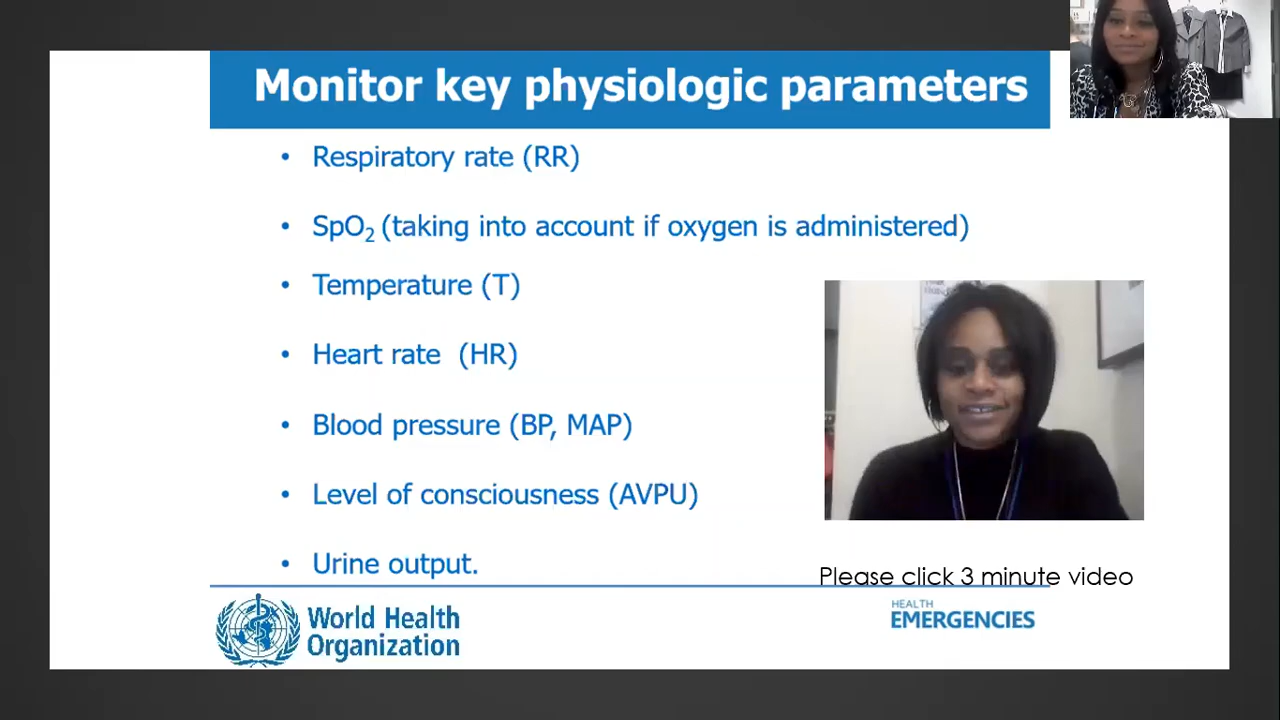 Monitor key physiologic parameters
• Respiratory rate (RR)
• SpO₂ (taking into account if oxygen is administered)
• Temperature (T)
• Heart rate (HR)
• Blood pressure (BP, MAP)
• Level of consciousness (AVPU)
• Urine output.
Please click 3 minute video
World Health
Organization
HEALTH
EMERGENCIES